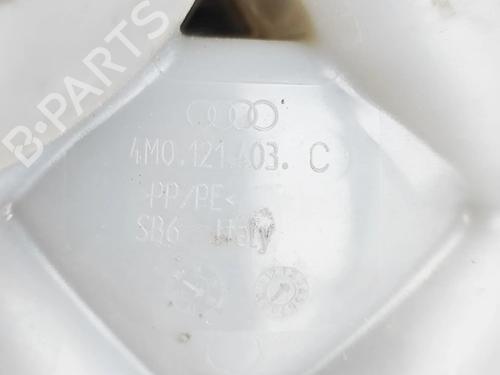 B-PARTS
4M0.121.403. C
>PP/PE<
SB6 Italy